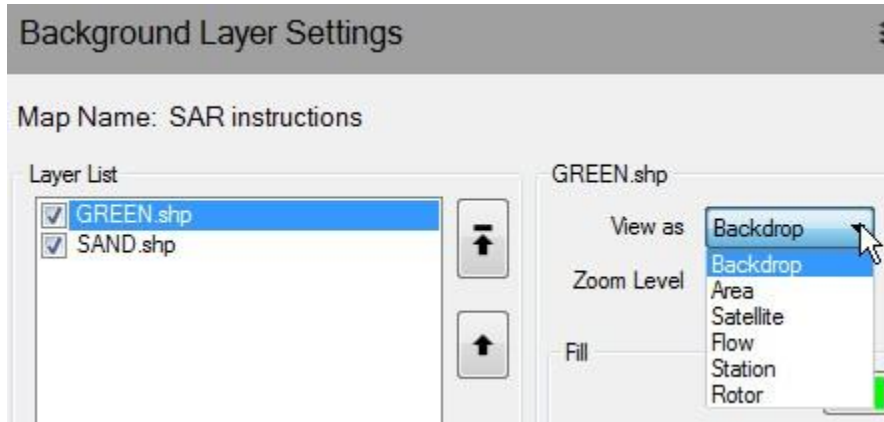 Background Layer Settings
Map Name: SAR instructions
Layer List
GREEN.shp
SAND.shp
GREEN.shp
View as Backdrop
Backdrop
Area
Satellite
Flow
Station
Rotor
Zoom Level
Fill